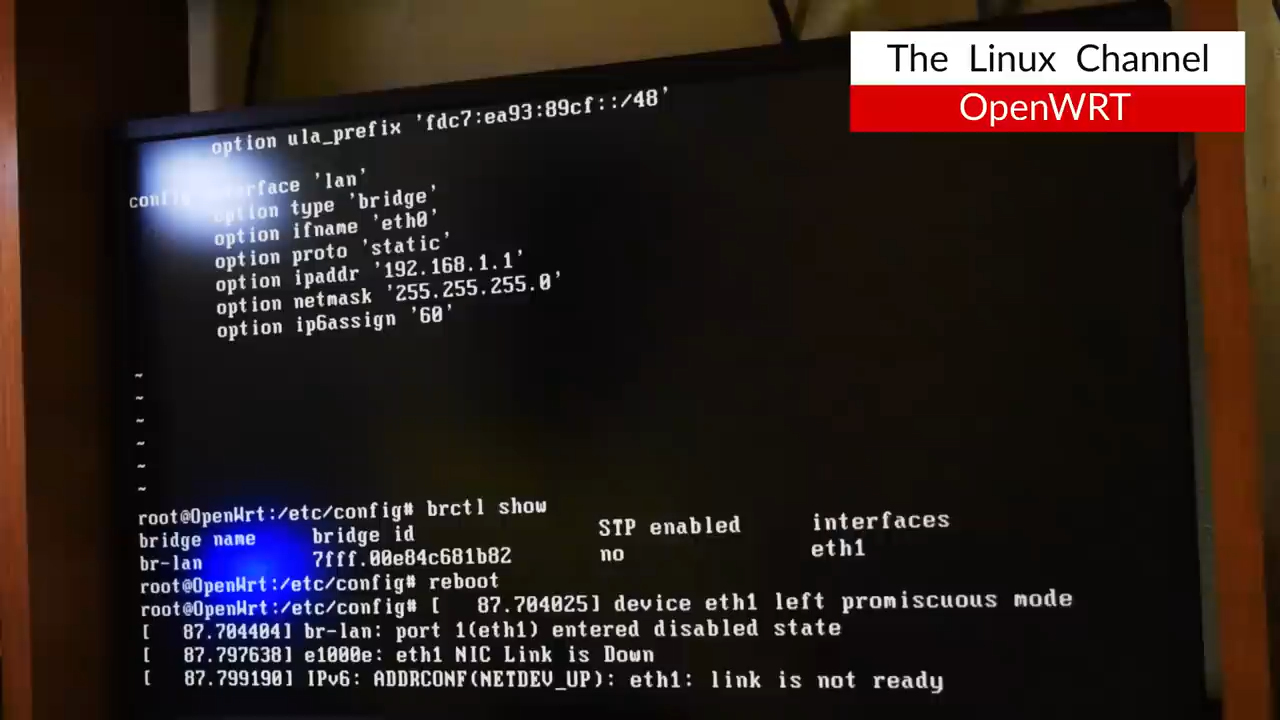 The Linux Channel
OpenWRT
option ula_prefix 'fdc7:ea93:89cf::/48'
config interface 'lan'
option type 'bridge'
option ifname 'eth0'
option proto 'static'
option ipaddr '192.168.1.1'
option netmask '255.255.255.0'
option ip6assign '60'
~
~
~
~
~
~
root@OpenWrt:/etc/config# brctl show
bridge name bridge id STP enabled interfaces
br-lan 7fff.00e84c681b82 no eth1
root@OpenWrt:/etc/config# reboot
root@OpenWrt:/etc/config# [ 87.704025] device eth1 left promiscuous mode
[ 87.704404] br-lan: port 1(eth1) entered disabled state
[ 87.797638] e1000e: eth1 NIC Link is Down
[ 87.799190] IPv6: ADDRCONF(NETDEV_UP): eth1: link is not ready